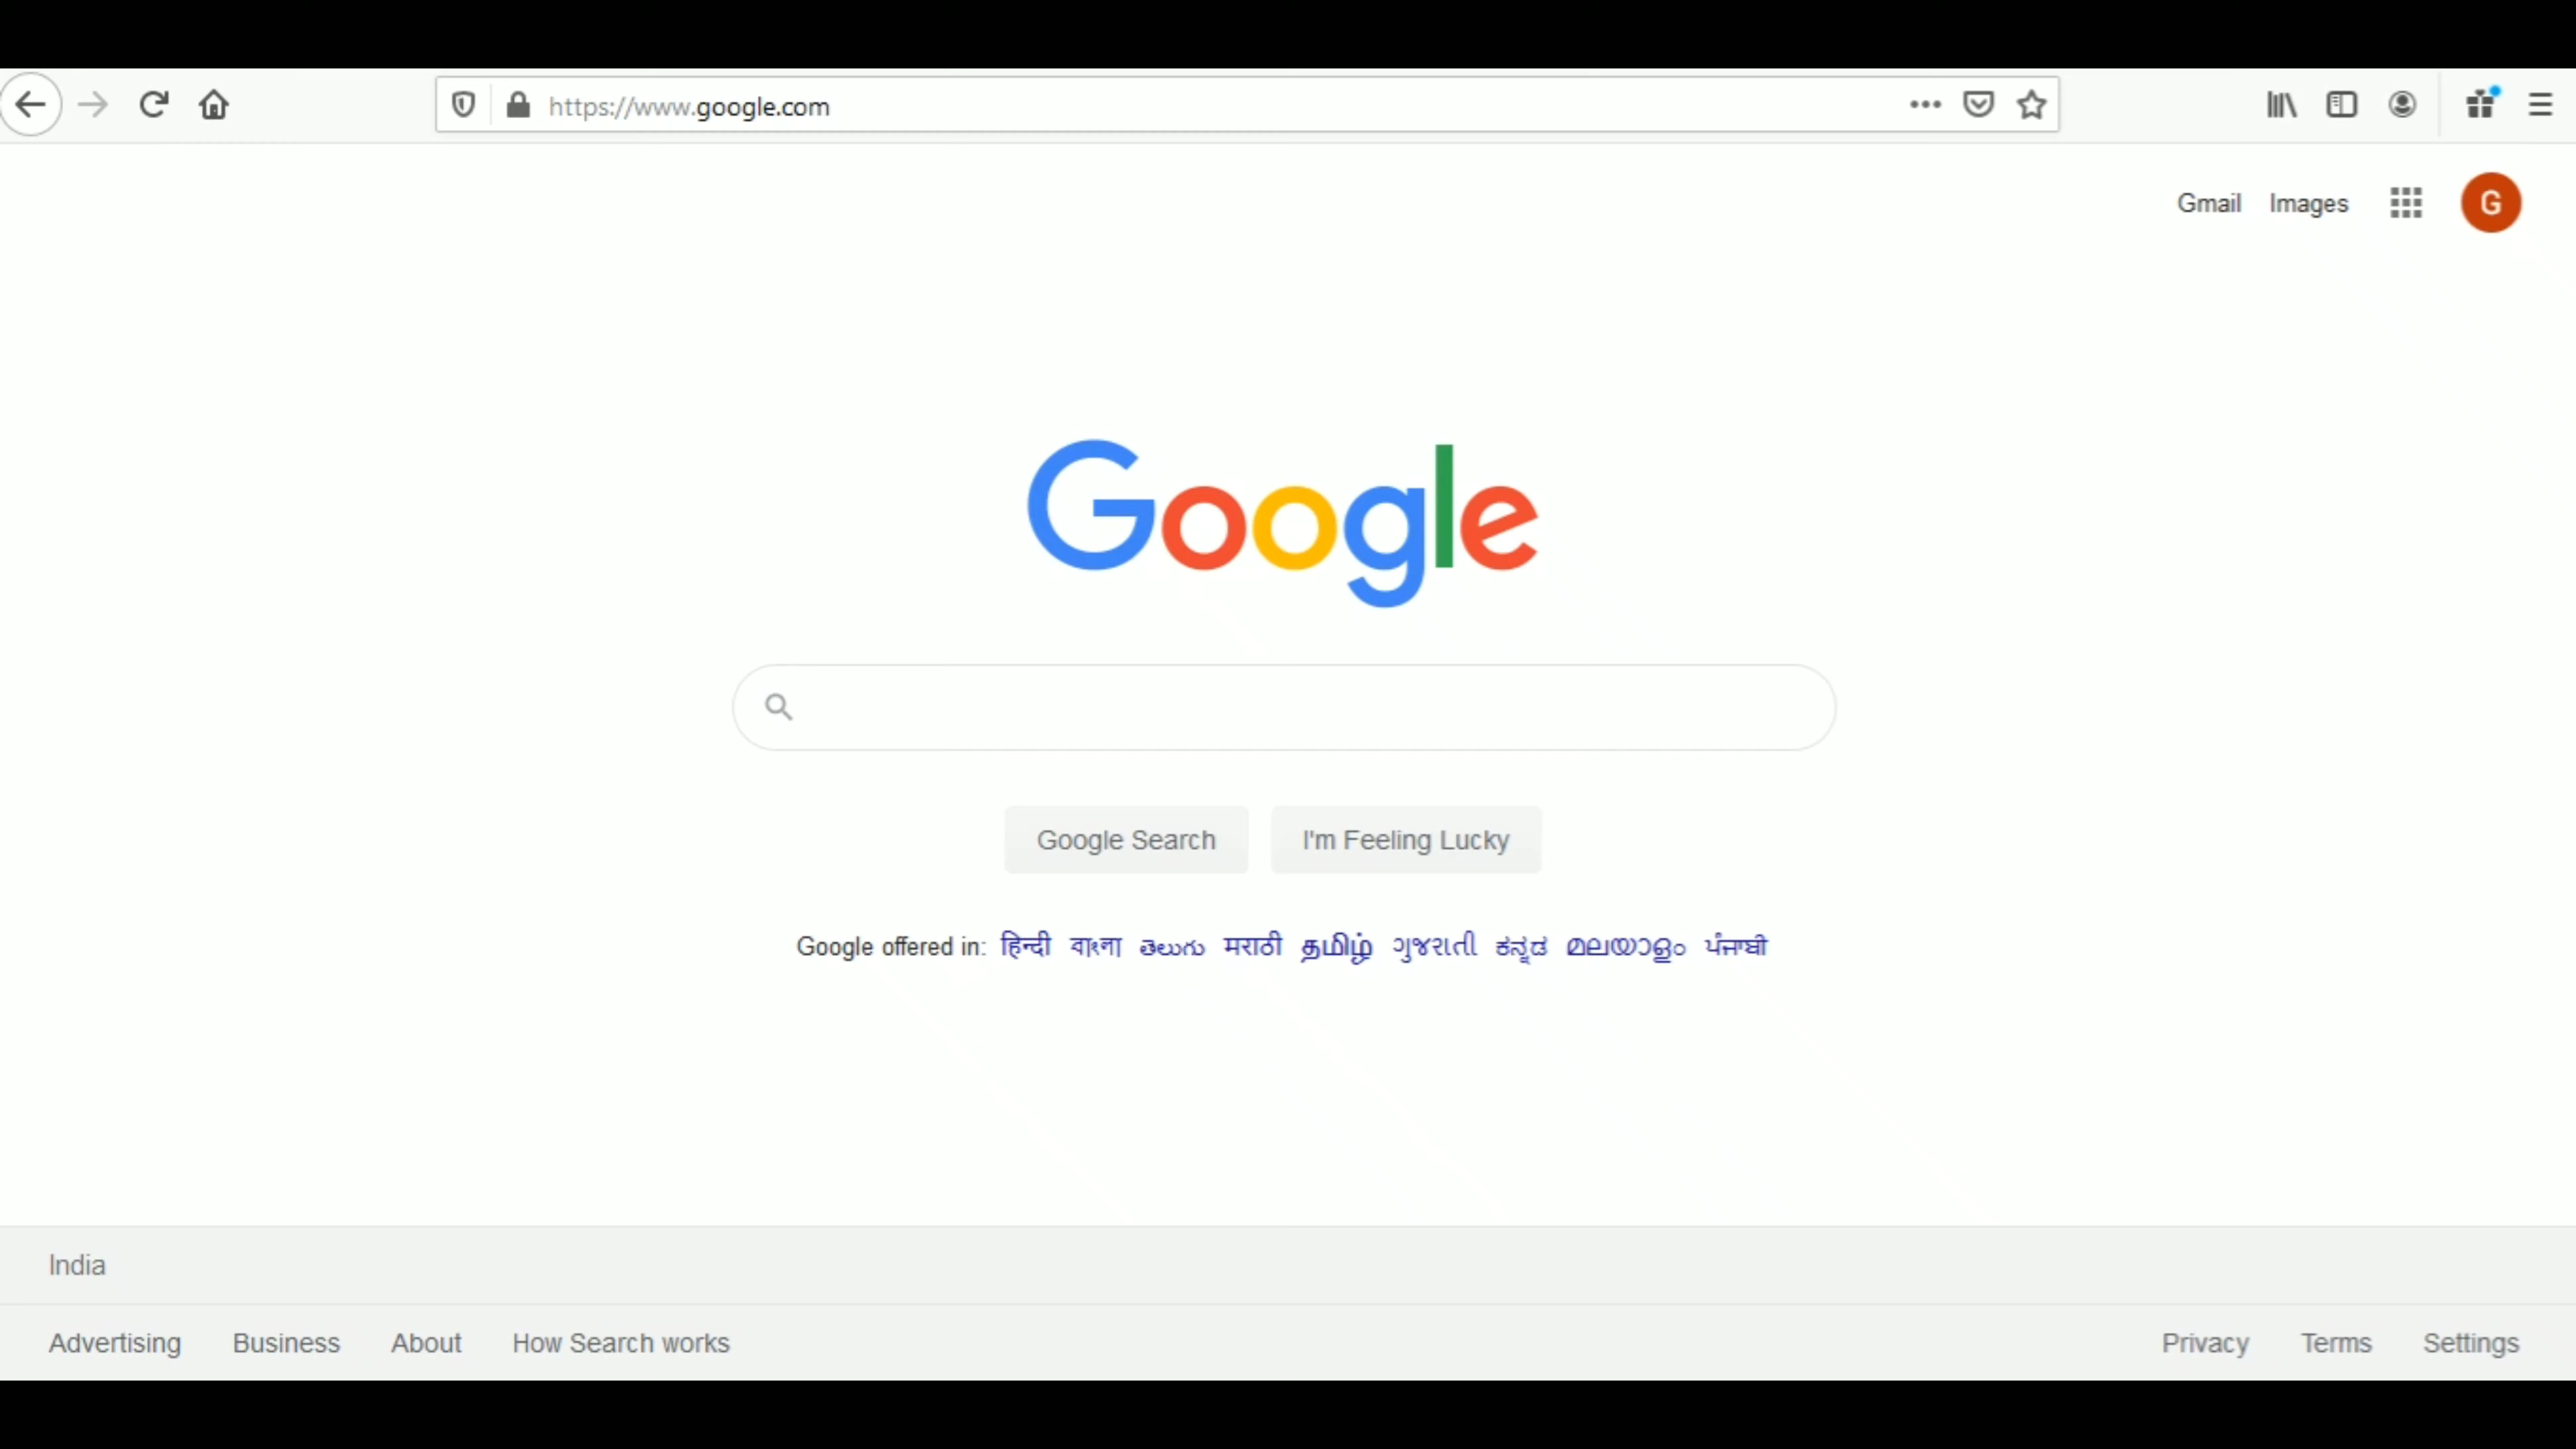 https://www.google.com
Gmail Images
G
Google
Google Search I'm Feeling Lucky
Google offered in: हिन्दी বাংলা తెలుగు मराठी தமிழ் ગુજરાતી ಕನ್ನಡ മലയാളം ਪੰਜਾਬੀ
India
Advertising Business About How Search works Privacy Terms Settings